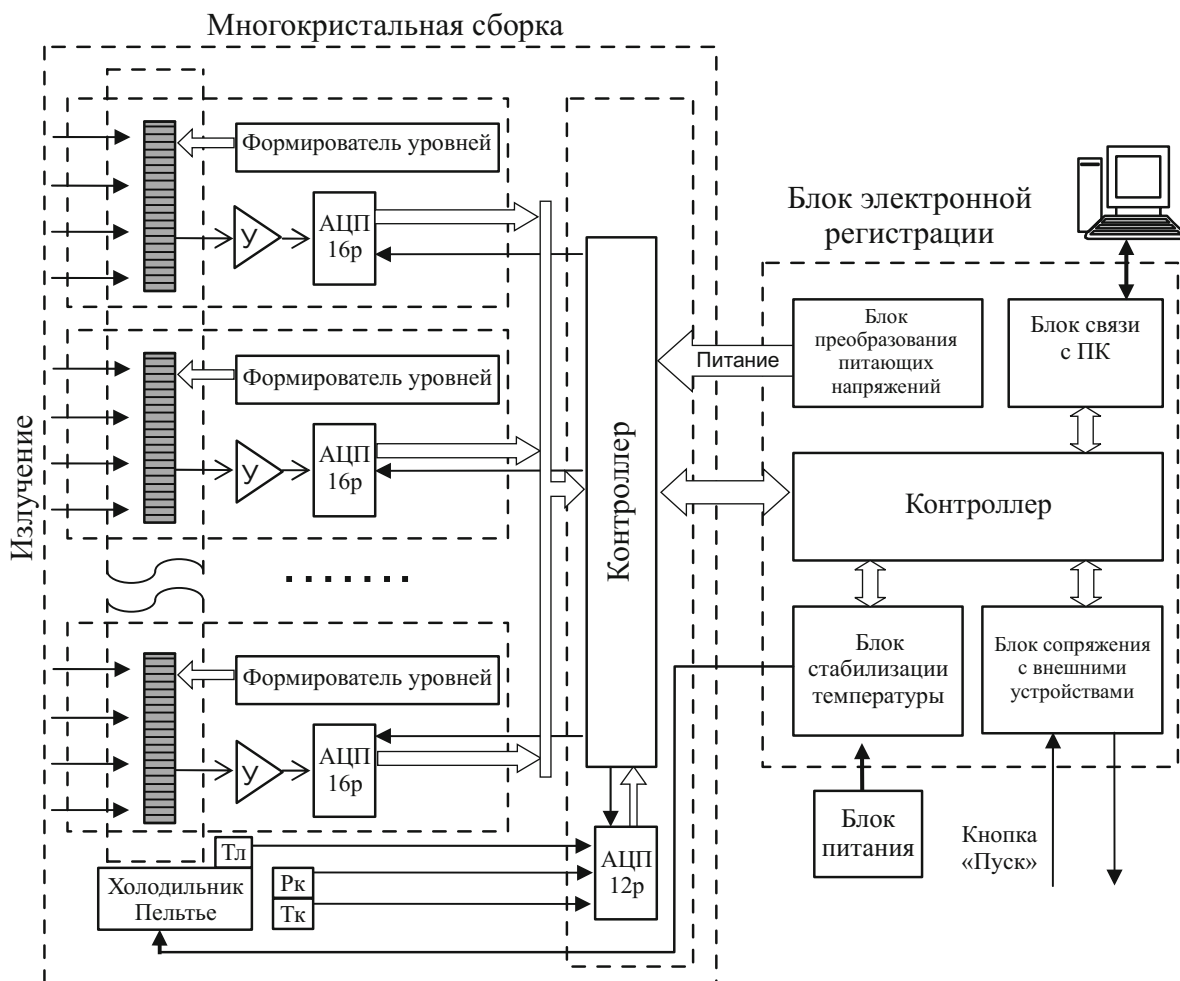 Многокристальная сборка
Излучение
Формирователь уровней
У
АЦП
16р
Формирователь уровней
У
АЦП
16р
.......
Формирователь уровней
У
АЦП
16р
Тл
Холодильник
Пельтье
Рк
Тк
АЦП
12р
Контроллер
Питание
Блок электронной
регистрации
Блок
преобразования
питающих
напряжений
Блок связи
с ПК
Контроллер
Блок
стабилизации
температуры
Блок сопряжения
с внешними
устройствами
Блок
питания
Кнопка
«Пуск»